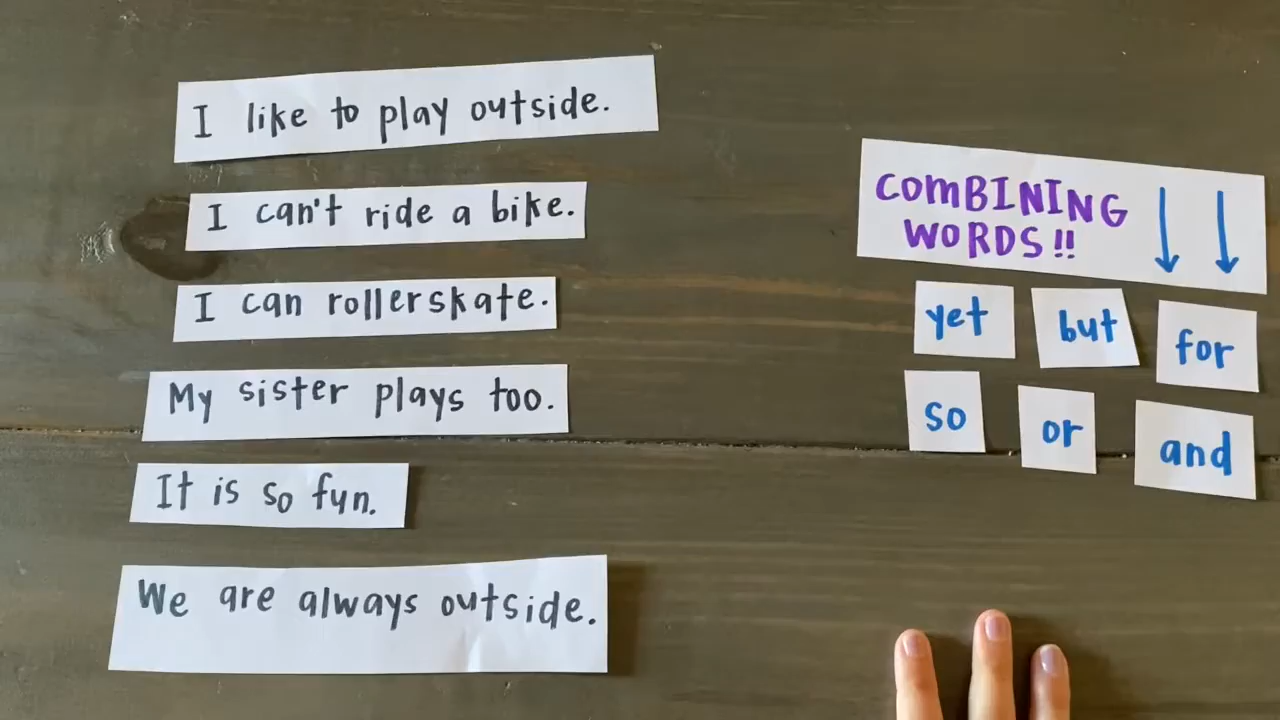 I like to play outside.
I can't ride a bike.
I can rollerskate.
My sister plays too.
It is so fun.
We are always outside.
COMBINING
WORDS!!
yet but for
so or and